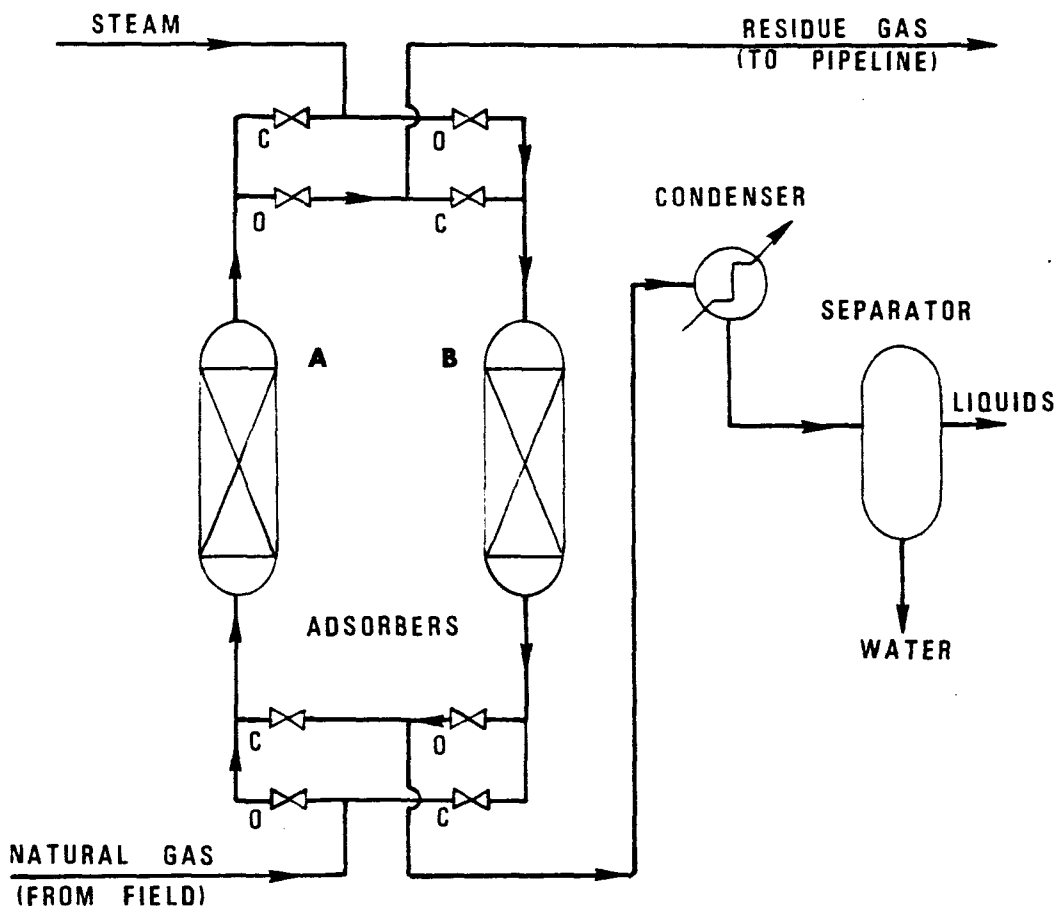 STEAM
RESIDUE GAS
(TO PIPELINE)
C
O
O
C
CONDENSER
SEPARATOR
A
B
LIQUIDS
ADSORBERS
WATER
C
O
O
C
NATURAL GAS
(FROM FIELD)